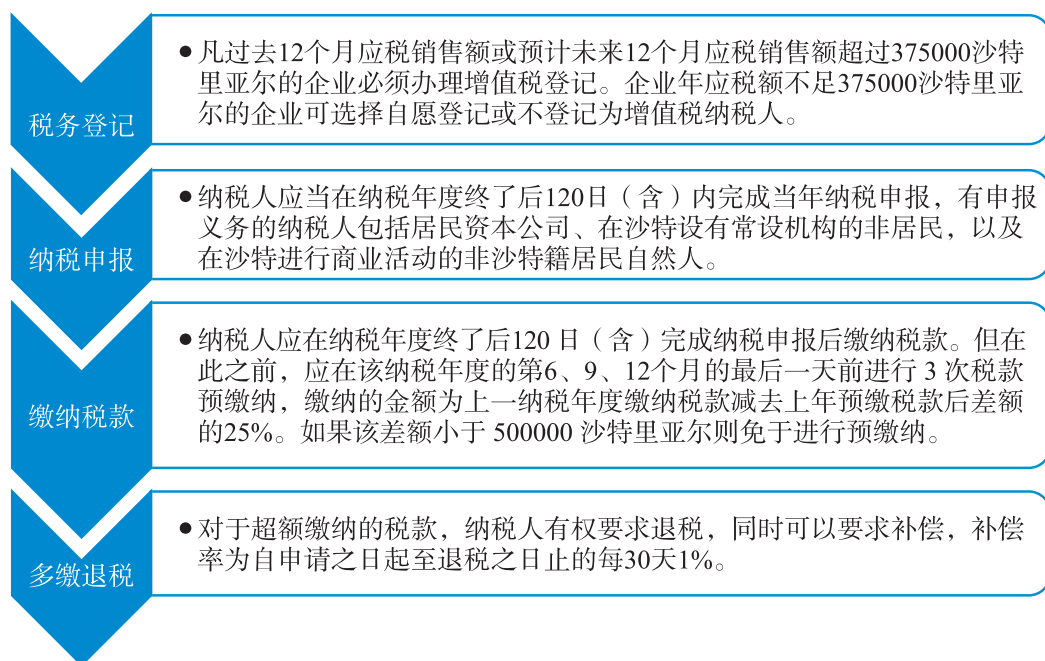 税务登记
●凡过去12个月应税销售额或预计未来12个月应税销售额超过375000沙特
里亚尔的企业必须办理增值税登记。企业年应税额不足375000沙特里亚
尔的企业可选择自愿登记或不登记为增值税纳税人。
纳税申报
●纳税人应当在纳税年度终了后120日（含）内完成当年纳税申报，有申报
义务的纳税人包括居民资本公司、在沙特设有常设机构的非居民，以及
在沙特进行商业活动的非沙特籍居民自然人。
缴纳税款
●纳税人应在纳税年度终了后120 日（含）完成纳税申报后缴纳税款。但在
此之前，应在该纳税年度的第6、9、12个月的最后一天前进行 3 次税款
预缴纳，缴纳的金额为上一纳税年度缴纳税款减去上年预缴税款后差额
的25%。如果该差额小于 500000 沙特里亚尔则免于进行预缴纳。
多缴退税
●对于超额缴纳的税款，纳税人有权要求退税，同时可以要求补偿，补偿
率为自申请之日起至退税之日止的每30天1%。